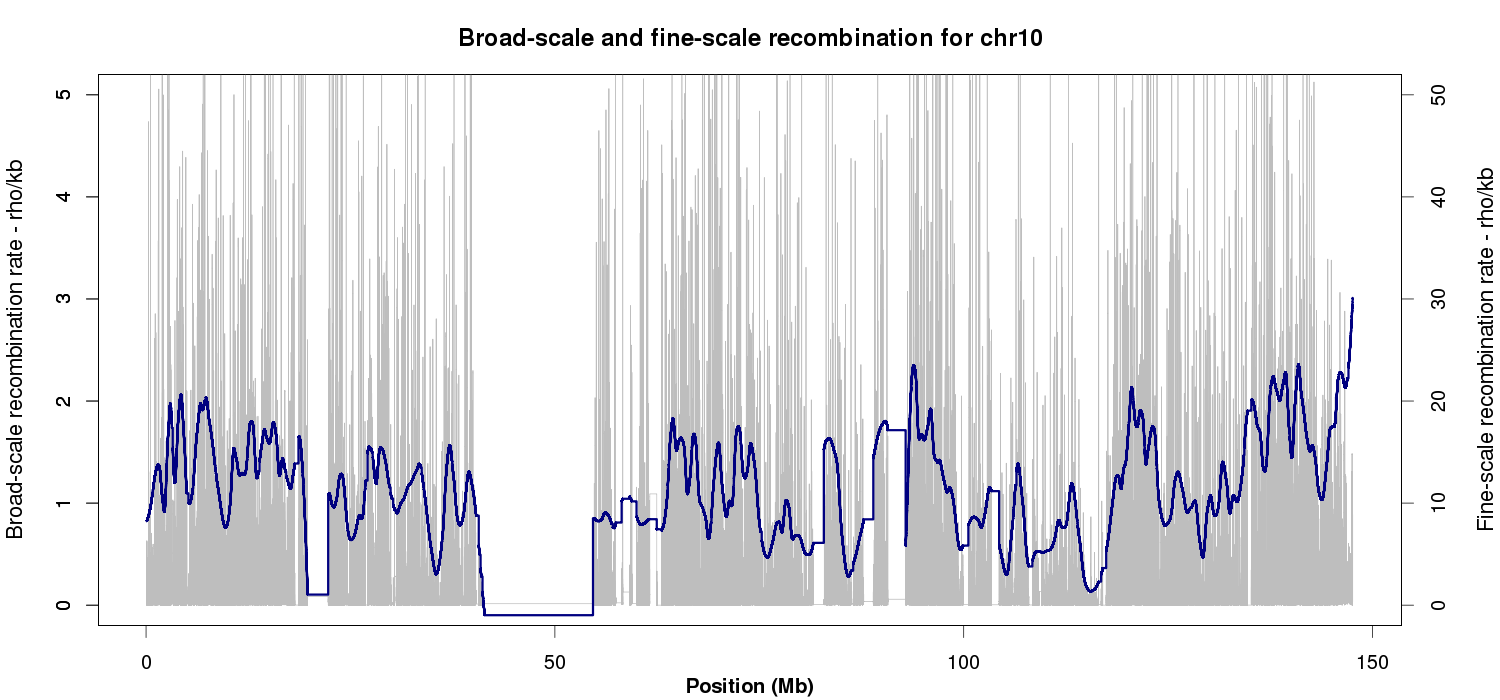 Broad-scale and fine-scale recombination for chr10
Broad-scale recombination rate - rho/kb
0 1 2 3 4 5
0 10 20 30 40 50
Fine-scale recombination rate - rho/kb
0 50 100 150
Position (Mb)